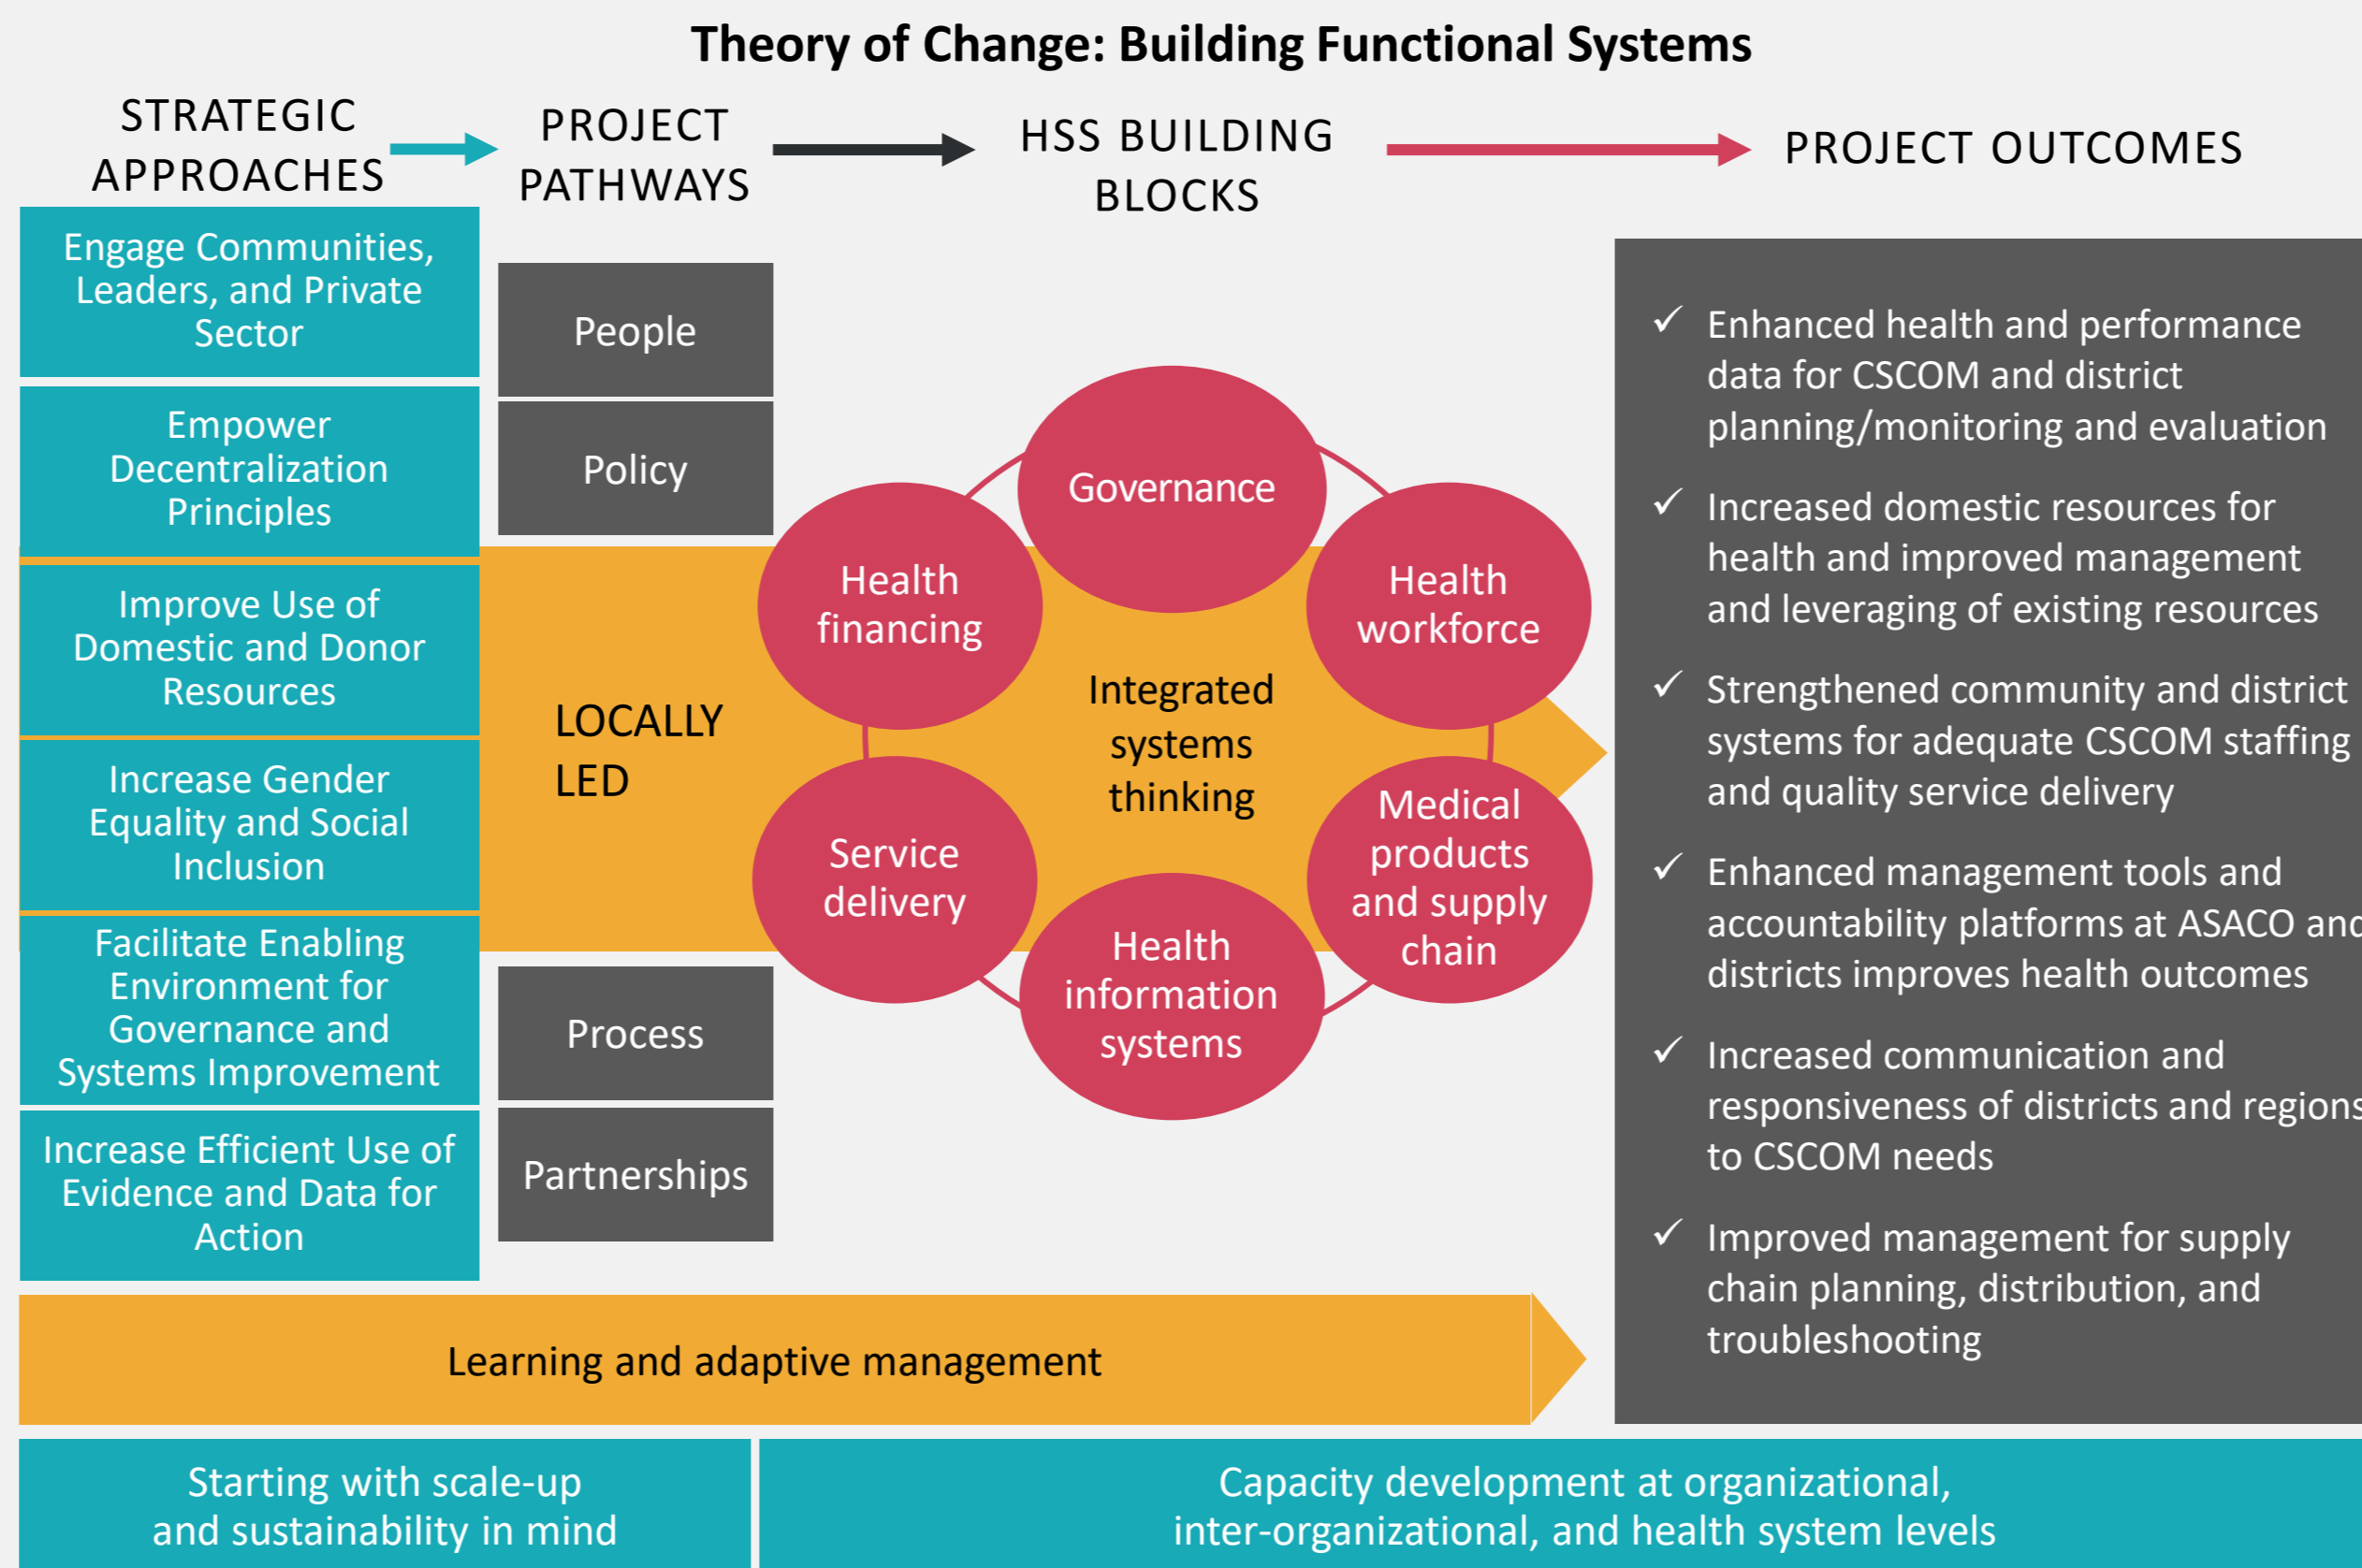 Theory of Change: Building Functional Systems
STRATEGIC
APPROACHES
PROJECT
PATHWAYS
HSS BUILDING
BLOCKS
PROJECT OUTCOMES
Engage Communities,
Leaders, and Private
Sector
Empower
Decentralization
Principles
Improve Use of
Domestic and Donor
Resources
Increase Gender
Equality and Social
Inclusion
Facilitate Enabling
Environment for
Governance and
Systems Improvement
Increase Efficient Use of
Evidence and Data for
Action
People
Policy
LOCALLY
LED
Process
Partnerships
Governance
Health
financing
Health
workforce
Integrated
systems
thinking
Service
delivery
Medical
products
and supply
chain
Health
information
systems
✓ Enhanced health and performance
data for CSCOM and district
planning/monitoring and evaluation
✓ Increased domestic resources for
health and improved management
and leveraging of existing resources
✓ Strengthened community and district
systems for adequate CSCOM staffing
and quality service delivery
✓ Enhanced management tools and
accountability platforms at ASACO and
districts improves health outcomes
✓ Increased communication and
responsiveness of districts and regions
to CSCOM needs
✓ Improved management for supply
chain planning, distribution, and
troubleshooting
Learning and adaptive management
Starting with scale-up
and sustainability in mind
Capacity development at organizational,
inter-organizational, and health system levels